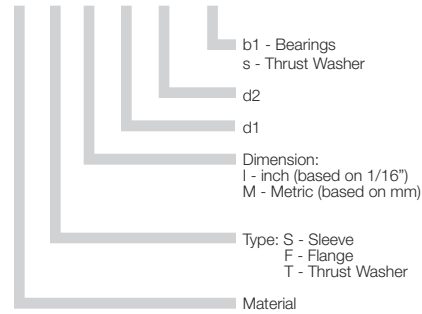 b1 - Bearings
s - Thrust Washer
d2
d1
Dimension:
I - inch (based on 1/16”)
M - Metric (based on mm)
Type: S - Sleeve
F - Flange
T - Thrust Washer
Material